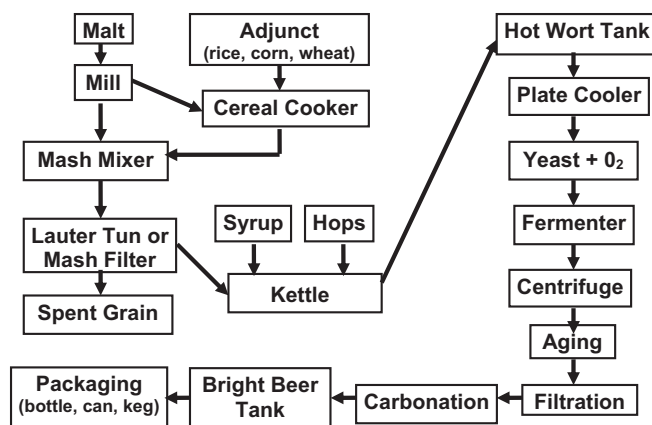 Malt
Adjunct
(rice, corn, wheat)
Hot Wort Tank
Mill
Cereal Cooker
Plate Cooler
Mash Mixer
Yeast + 0₂
Lauter Tun or
Mash Filter
Syrup
Hops
Fermenter
Kettle
Centrifuge
Spent Grain
Aging
Packaging
(bottle, can, keg)
Bright Beer
Tank
Carbonation
Filtration